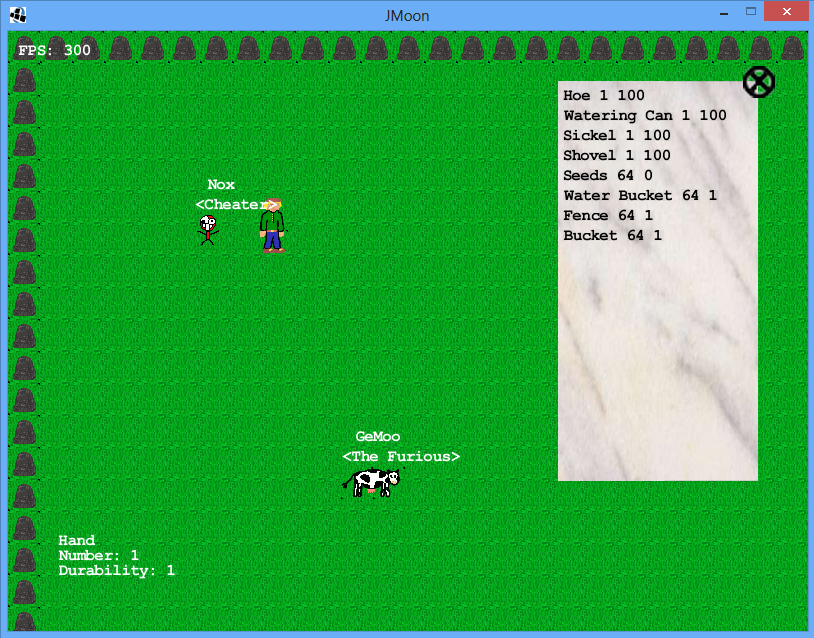 JMoon
FPS: 300
Hoe 1 100
Watering Can 1 100
Sickel 1 100
Shovel 1 100
Seeds 64 0
Water Bucket 64 1
Fence 64 1
Bucket 64 1
Nox
<Cheater>
GeMoo
<The Furious>
Hand
Number: 1
Durability: 1